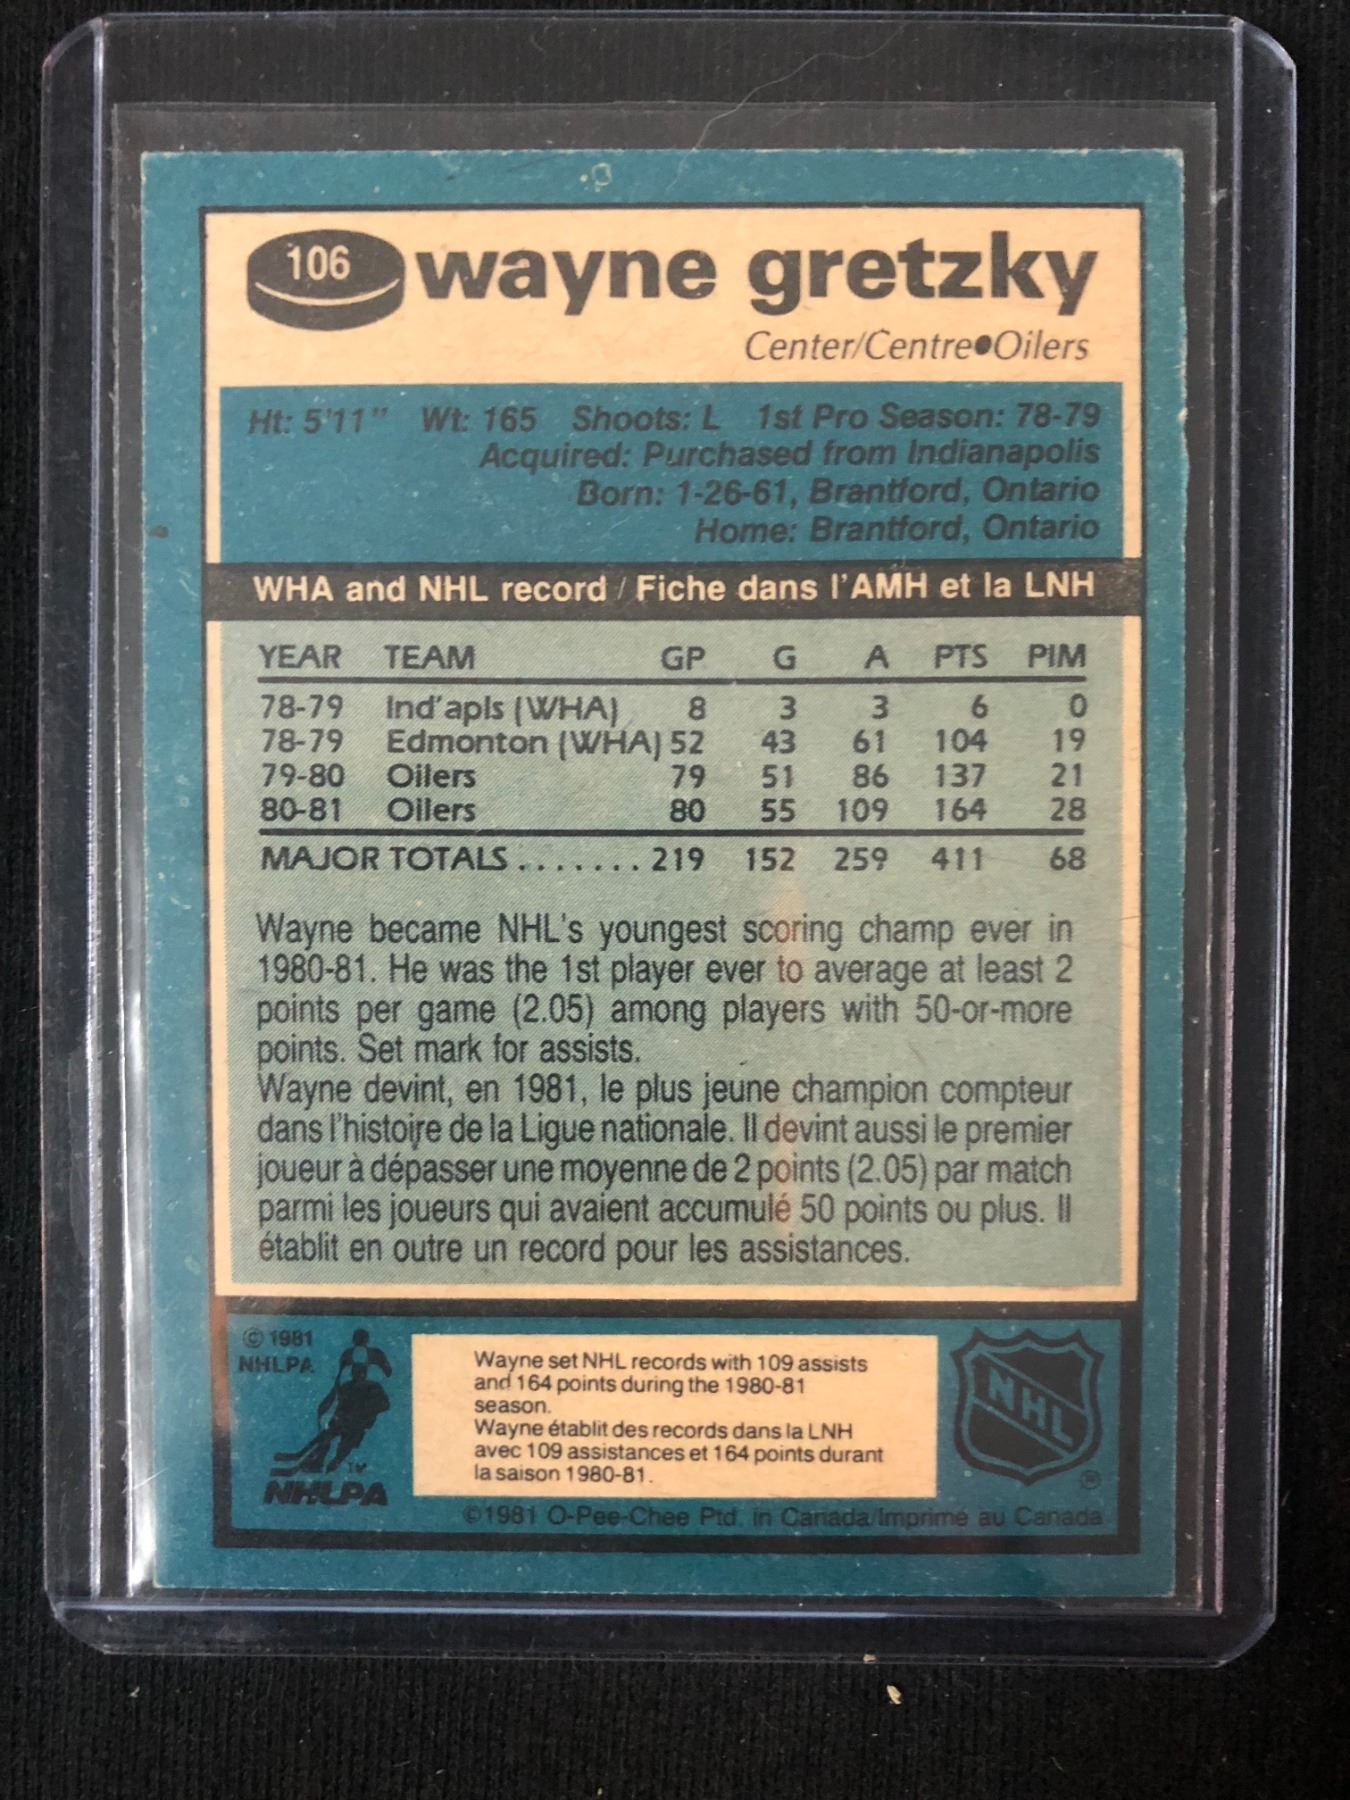 106 wayne gretzky
Center/Centre●Oilers
Ht: 5'11" Wt: 165 Shoots: L 1st Pro Season: 78-79
Acquired: Purchased from Indianapolis
Born: 1-26-61, Brantford, Ontario
Home: Brantford, Ontario
WHA and NHL record / Fiche dans l'AMH et la LNH
YEAR TEAM GP G A PTS PIM
78-79 Ind'apls (WHA) 8 3 3 6 0
78-79 Edmonton (WHA) 52 43 61 104 19
79-80 Oilers 79 51 86 137 21
80-81 Oilers 80 55 109 164 28
MAJOR TOTALS ....... 219 152 259 411 68
Wayne became NHL's youngest scoring champ ever in
1980-81. He was the 1st player ever to average at least 2
points per game (2.05) among players with 50-or-more
points. Set mark for assists.
Wayne devint, en 1981, le plus jeune champion compteur
dans l'histoire de la Ligue nationale. Il devint aussi le premier
joueur à dépasser une moyenne de 2 points (2.05) par match
parmi les joueurs qui avaient accumulé 50 points ou plus. Il
établit en outre un record pour les assistances.
© 1981
NHLPA
TM
NHLPA
Wayne set NHL records with 109 assists
and 164 points during the 1980-81
season.
Wayne établit des records dans la LNH
avec 109 assistances et 164 points durant
la saison 1980-81.
NHL
®
©1981 O-Pee-Chee Ptd. in Canada/Imprimé au Canada